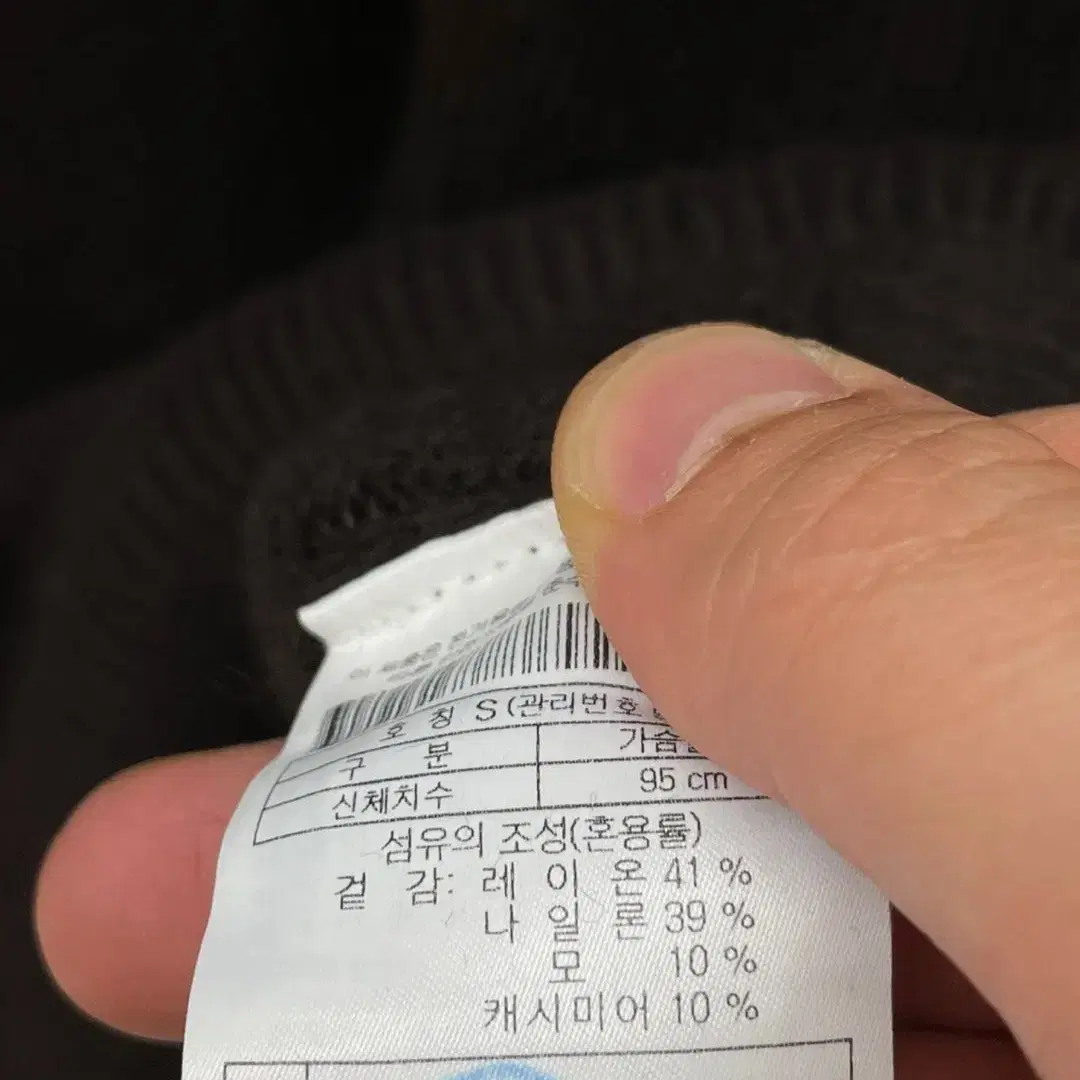 호 칭 S (관리번호
구 분 가슴
신체치수 95 cm
섬유의 조성(혼용률)
겉 감: 레 이 온 41 %
나 일 론 39 %
모 10 %
캐시미어 10 %